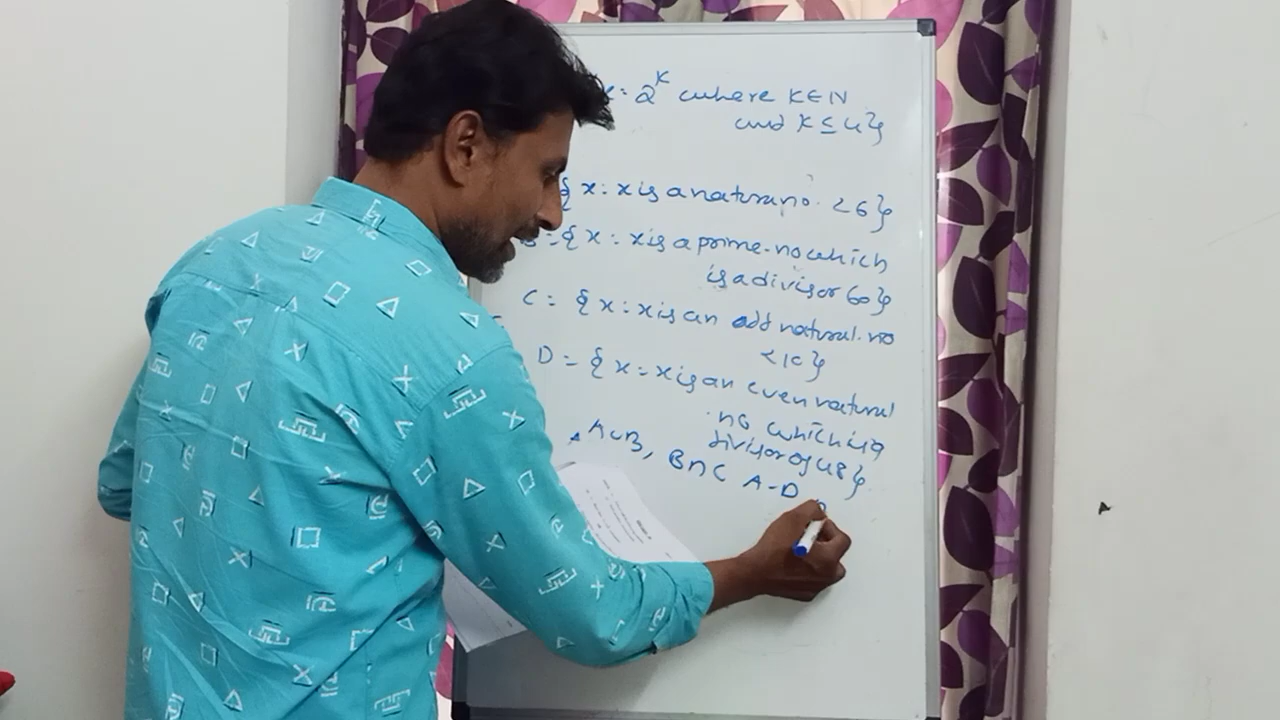 : 2^K where K ∈ N
and K ≤ 4}
{ x : x is a natura no. < 6}
= { x : x is a prime.no which
is a divisor 60}
C = { x : x is an odd natural.no
< 10}
D = { x = x is an even natural
no which is a
divisor of 48}
A∪B, B∩C A-D